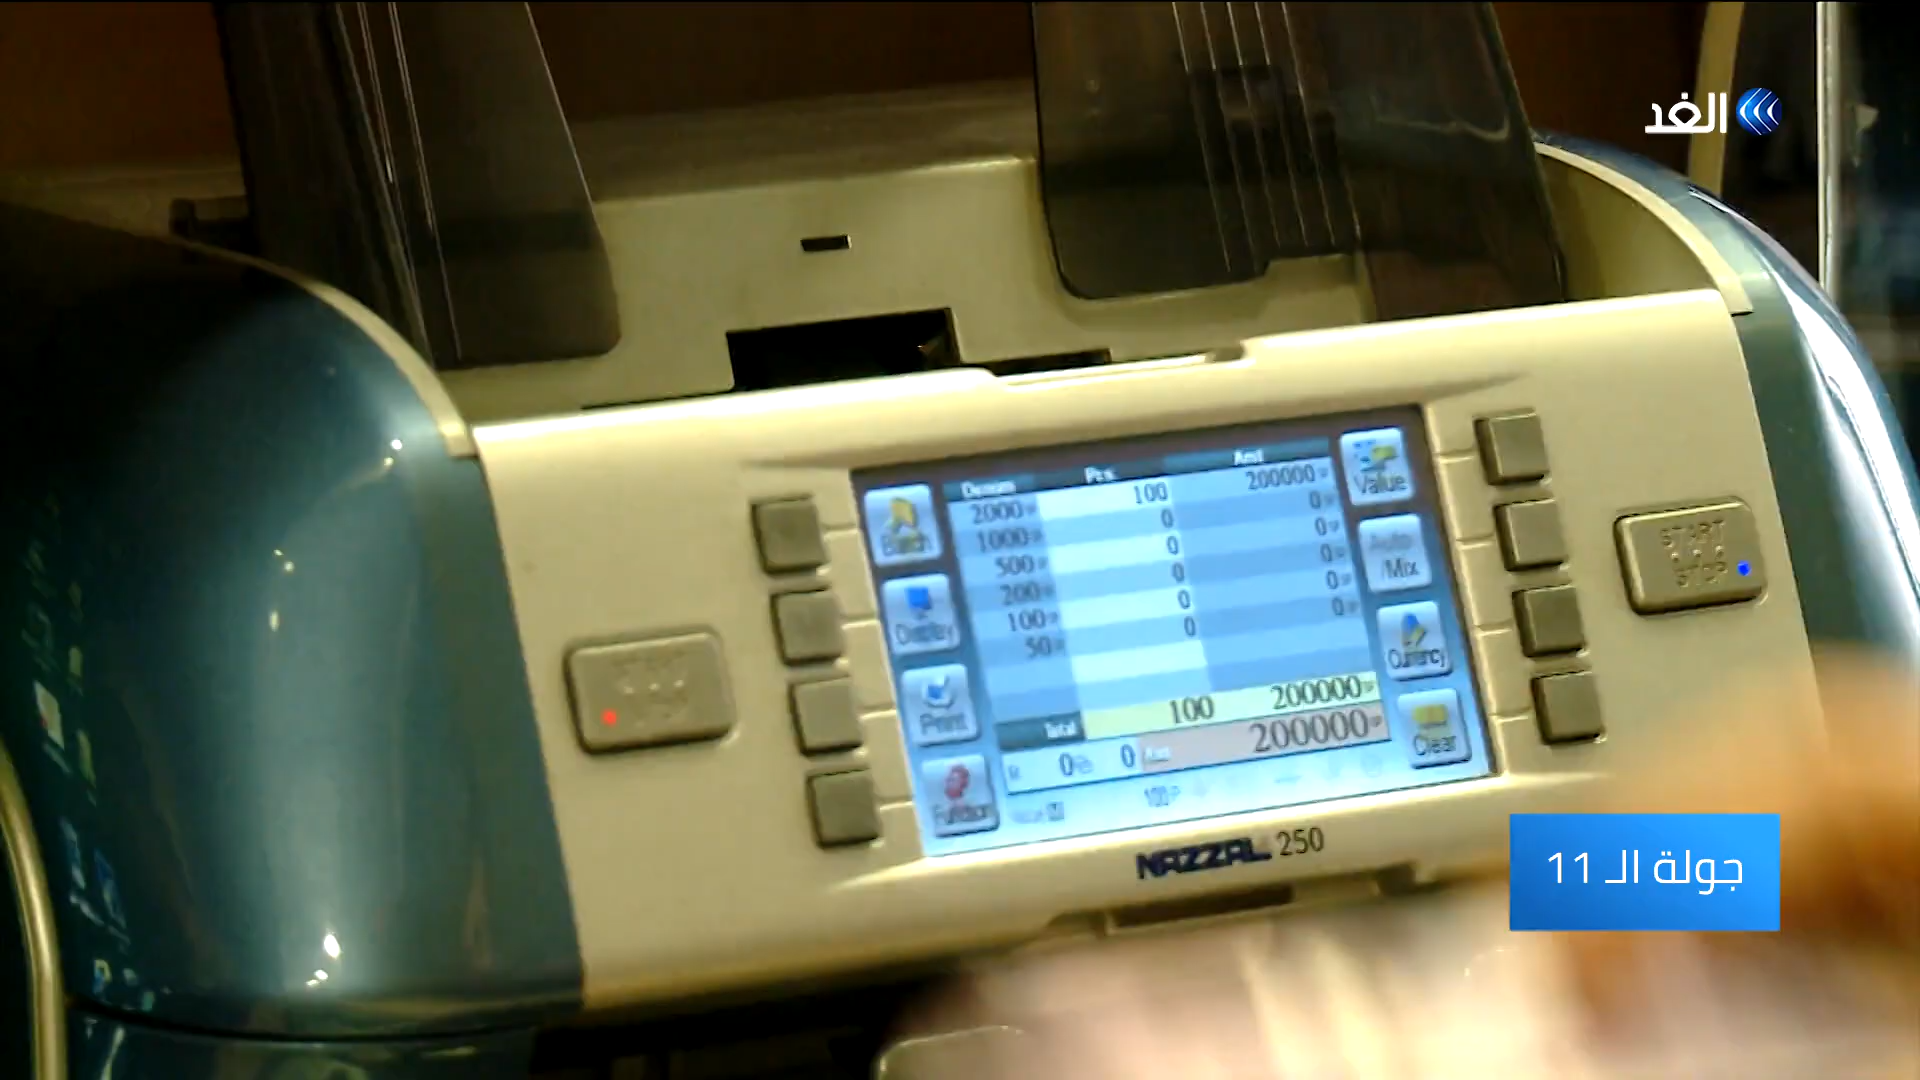 الغد
Denom Pcs Amt
2000 100 200000
1000 0 0
500 0 0
200 0 0
100 0 0
50 0 0
Total 100 200000
0 0 200000
Batch
Display
Print
Function
Value
Auto
/Mix
Currency
Clear
START
STOP
NAZZAL 250
جولة الـ 11